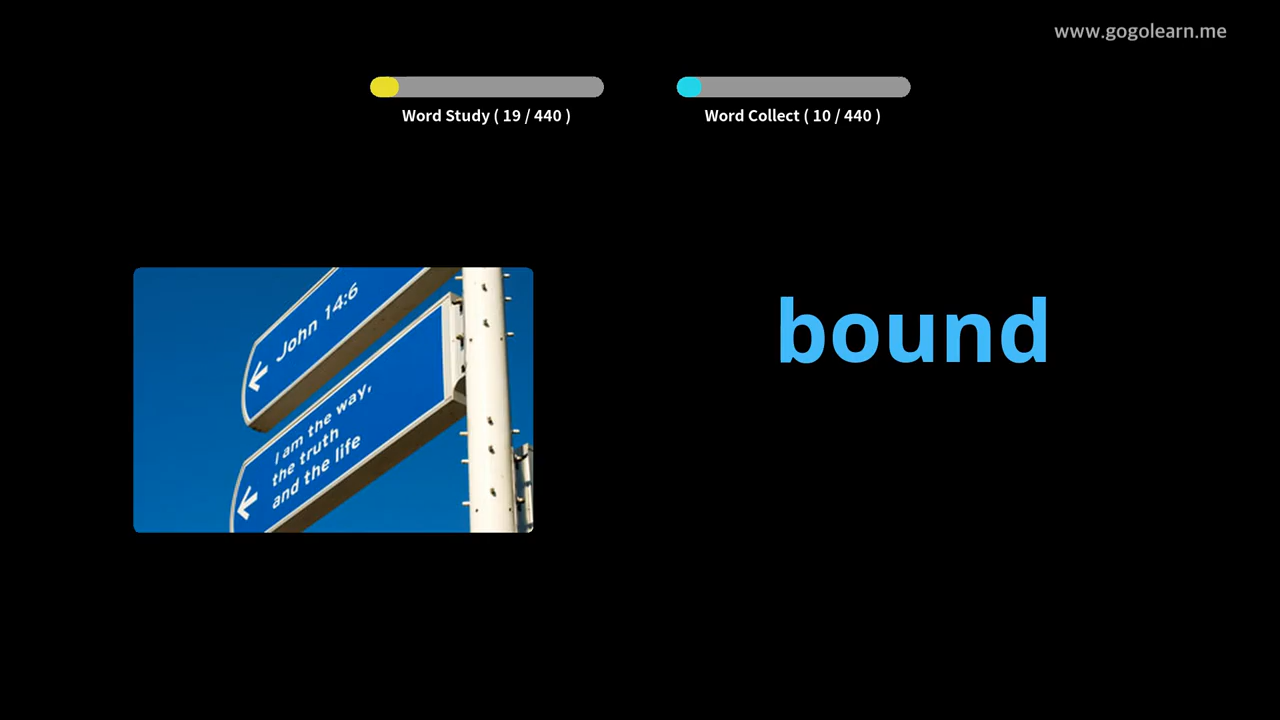 www.gogolearn.me
Word Study ( 19 / 440 )
Word Collect ( 10 / 440 )
John 14:6
I am the way,
the truth
and the life
bound